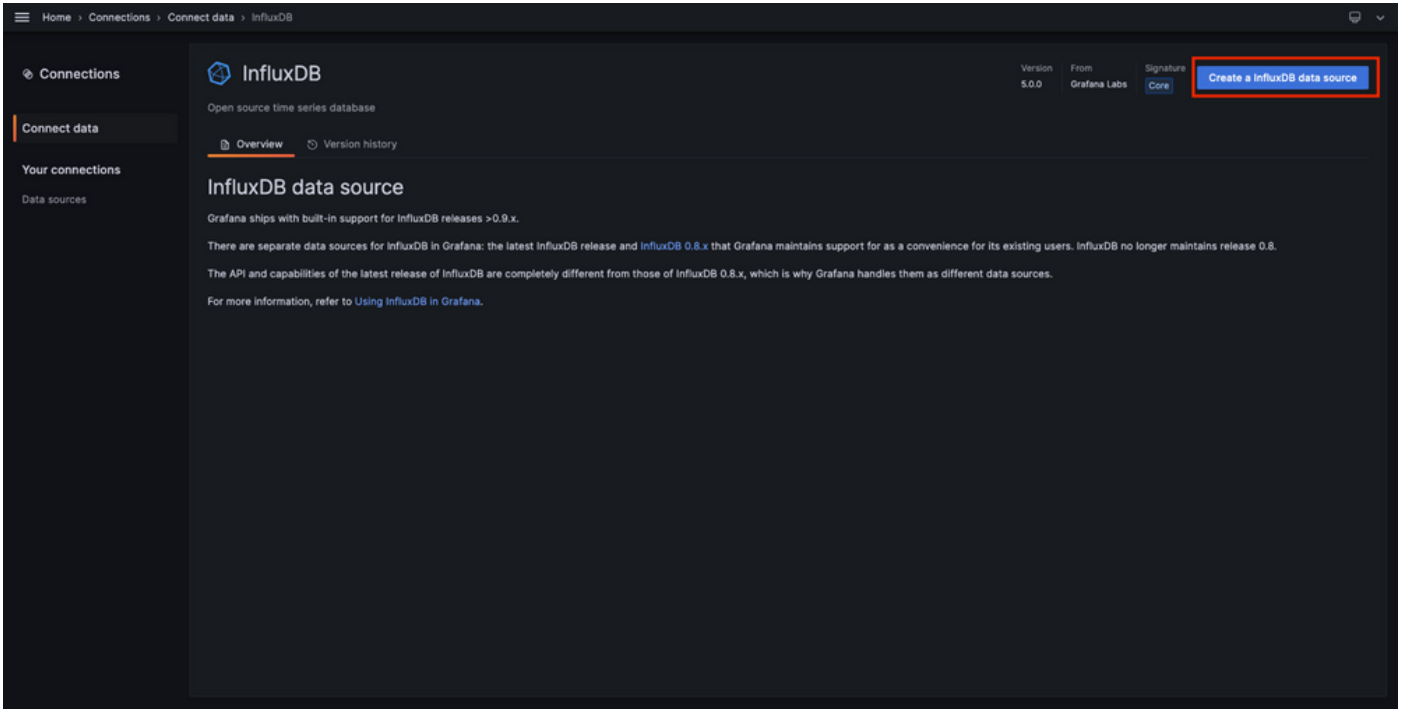 Home › Connections › Connect data › InfluxDB
Connections
Connect data
Your connections
Data sources
InfluxDB
Open source time series database
Version
5.0.0
From
Grafana Labs
Signature
Core
Create a InfluxDB data source
Overview
Version history
InfluxDB data source
Grafana ships with built-in support for InfluxDB releases >0.9.x.
There are separate data sources for InfluxDB in Grafana: the latest InfluxDB release and InfluxDB 0.8.x that Grafana maintains support for as a convenience for its existing users. InfluxDB no longer maintains release 0.8.
The API and capabilities of the latest release of InfluxDB are completely different from those of InfluxDB 0.8.x, which is why Grafana handles them as different data sources.
For more information, refer to Using InfluxDB in Grafana.